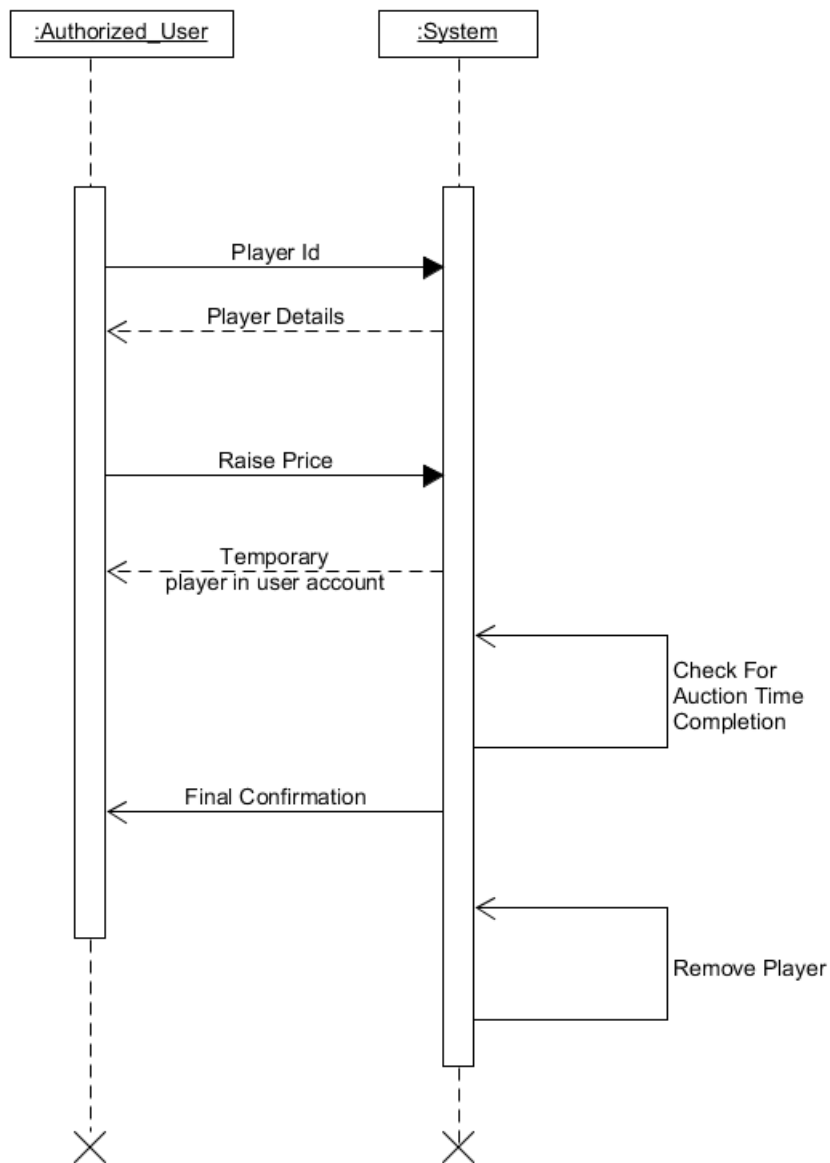 :Authorized_User
:System
Player Id
Player Details
Raise Price
Temporary
player in user account
Check For
Auction Time
Completion
Final Confirmation
Remove Player